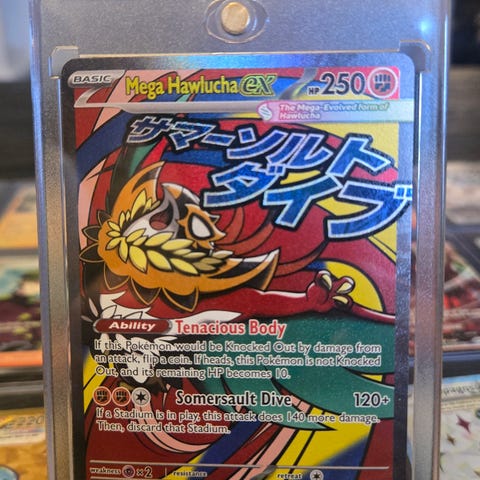 BASIC
Mega Hawlucha ex HP 250
The Mega-Evolved form of
Hawlucha
サマーソルト
ダイブ
Ability Tenacious Body
If this Pokémon would be Knocked Out by damage from
an attack, flip a coin. If heads, this Pokémon is not Knocked
Out, and its remaining HP becomes 10.
Somersault Dive 120+
If a Stadium is in play, this attack does 140 more damage.
Then, discard that Stadium.
weakness ×2 resistance retreat